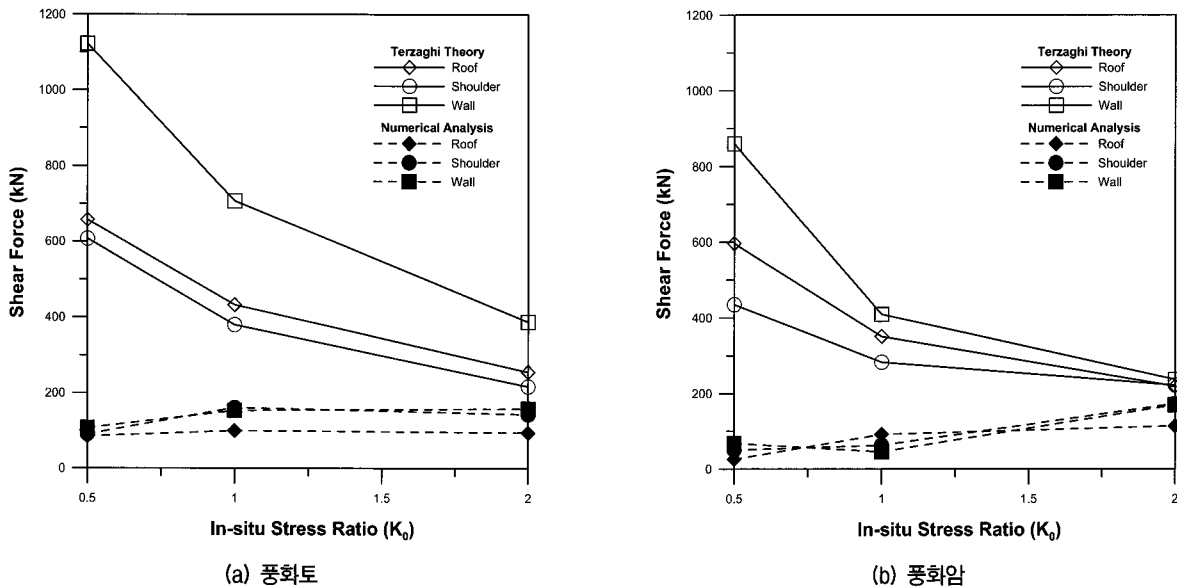 1200
1000
800
600
400
200
0
Shear Force (kN)
Terzaghi Theory
Roof
Shoulder
Wall
Numerical Analysis
Roof
Shoulder
Wall
0.5
1
1.5
2
In-situ Stress Ratio (K₀)
(a) 풍화토
1200
1000
800
600
400
200
0
Shear Force (kN)
Terzaghi Theory
Roof
Shoulder
Wall
Numerical Analysis
Roof
Shoulder
Wall
0.5
1
1.5
2
In-situ Stress Ratio (K₀)
(b) 풍화암